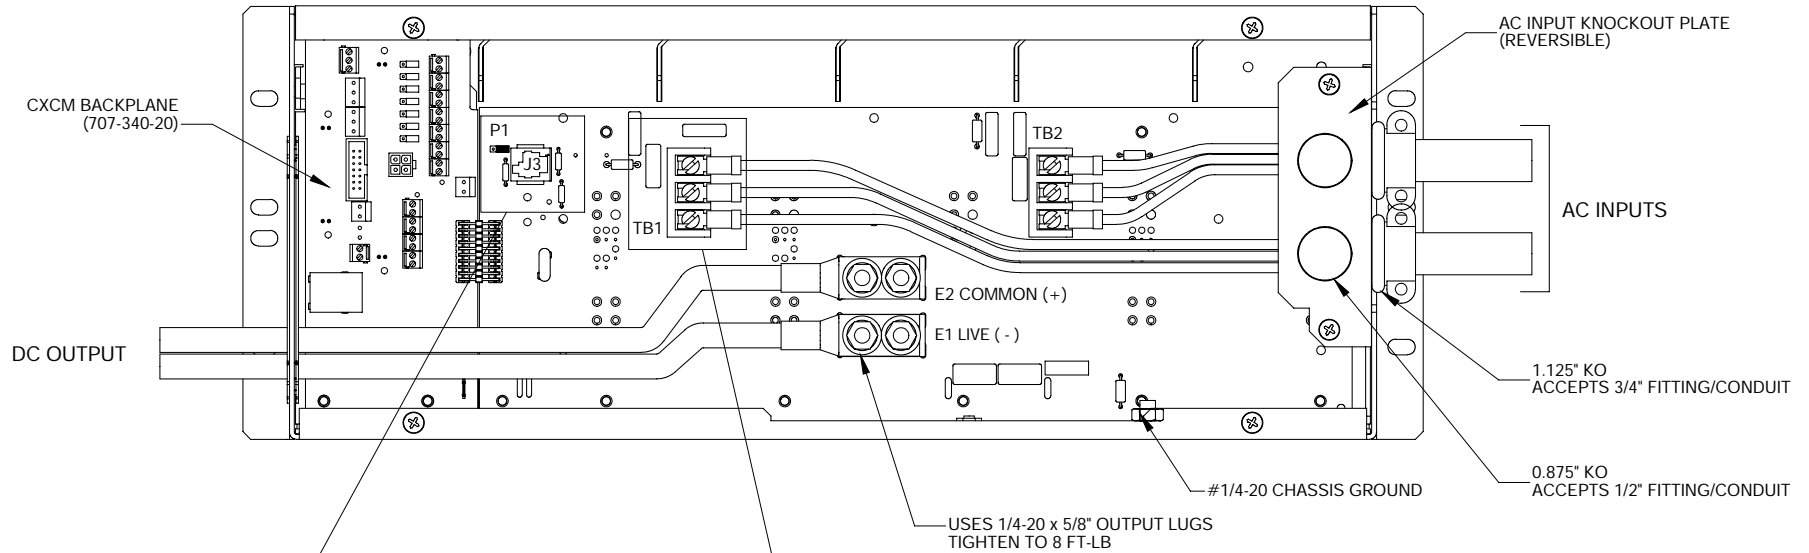 AC INPUT KNOCKOUT PLATE
(REVERSIBLE)
CXCM BACKPLANE
(707-340-20)
P1
J3
TB1
TB2
AC INPUTS
E2 COMMON (+)
E1 LIVE ( - )
DC OUTPUT
1.125" KO
ACCEPTS 3/4" FITTING/CONDUIT
0.875" KO
ACCEPTS 1/2" FITTING/CONDUIT
#1/4-20 CHASSIS GROUND
USES 1/4-20 x 5/8" OUTPUT LUGS
TIGHTEN TO 8 FT-LB